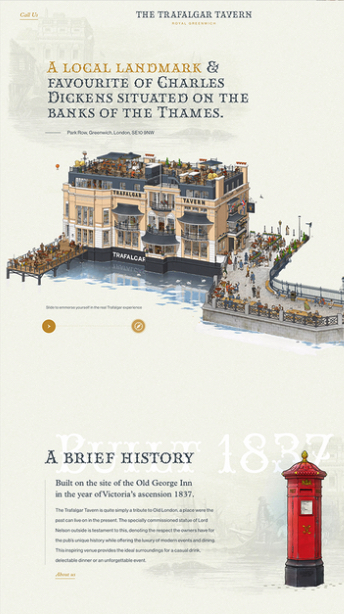 Call Us
THE TRAFALGAR TAVERN
ROYAL GREENWICH
A LOCAL LANDMARK &
FAVOURITE OF CHARLES
DICKENS SITUATED ON THE
BANKS OF THE THAMES.
Park Row, Greenwich, London, SE10 9NW
TRAFALGAR TAVERN
TRAFALGAR
Slide to immerse yourself in the real Trafalgar experience
BUILT 1837
A BRIEF HISTORY
Built on the site of the Old George Inn
in the year of Victoria's ascension 1837.
The Trafalgar Tavern is quite simply a tribute to Old London, a place were the
past can live on in the present. The specially commissioned statue of Lord
Nelson outside is testament to this, denoting the respect the owners have for
the pub's unique history while offering the luxury of modern events and dining.
This inspiring venue provides the ideal surroundings for a casual drink,
delectable dinner or an unforgettable event.
About us